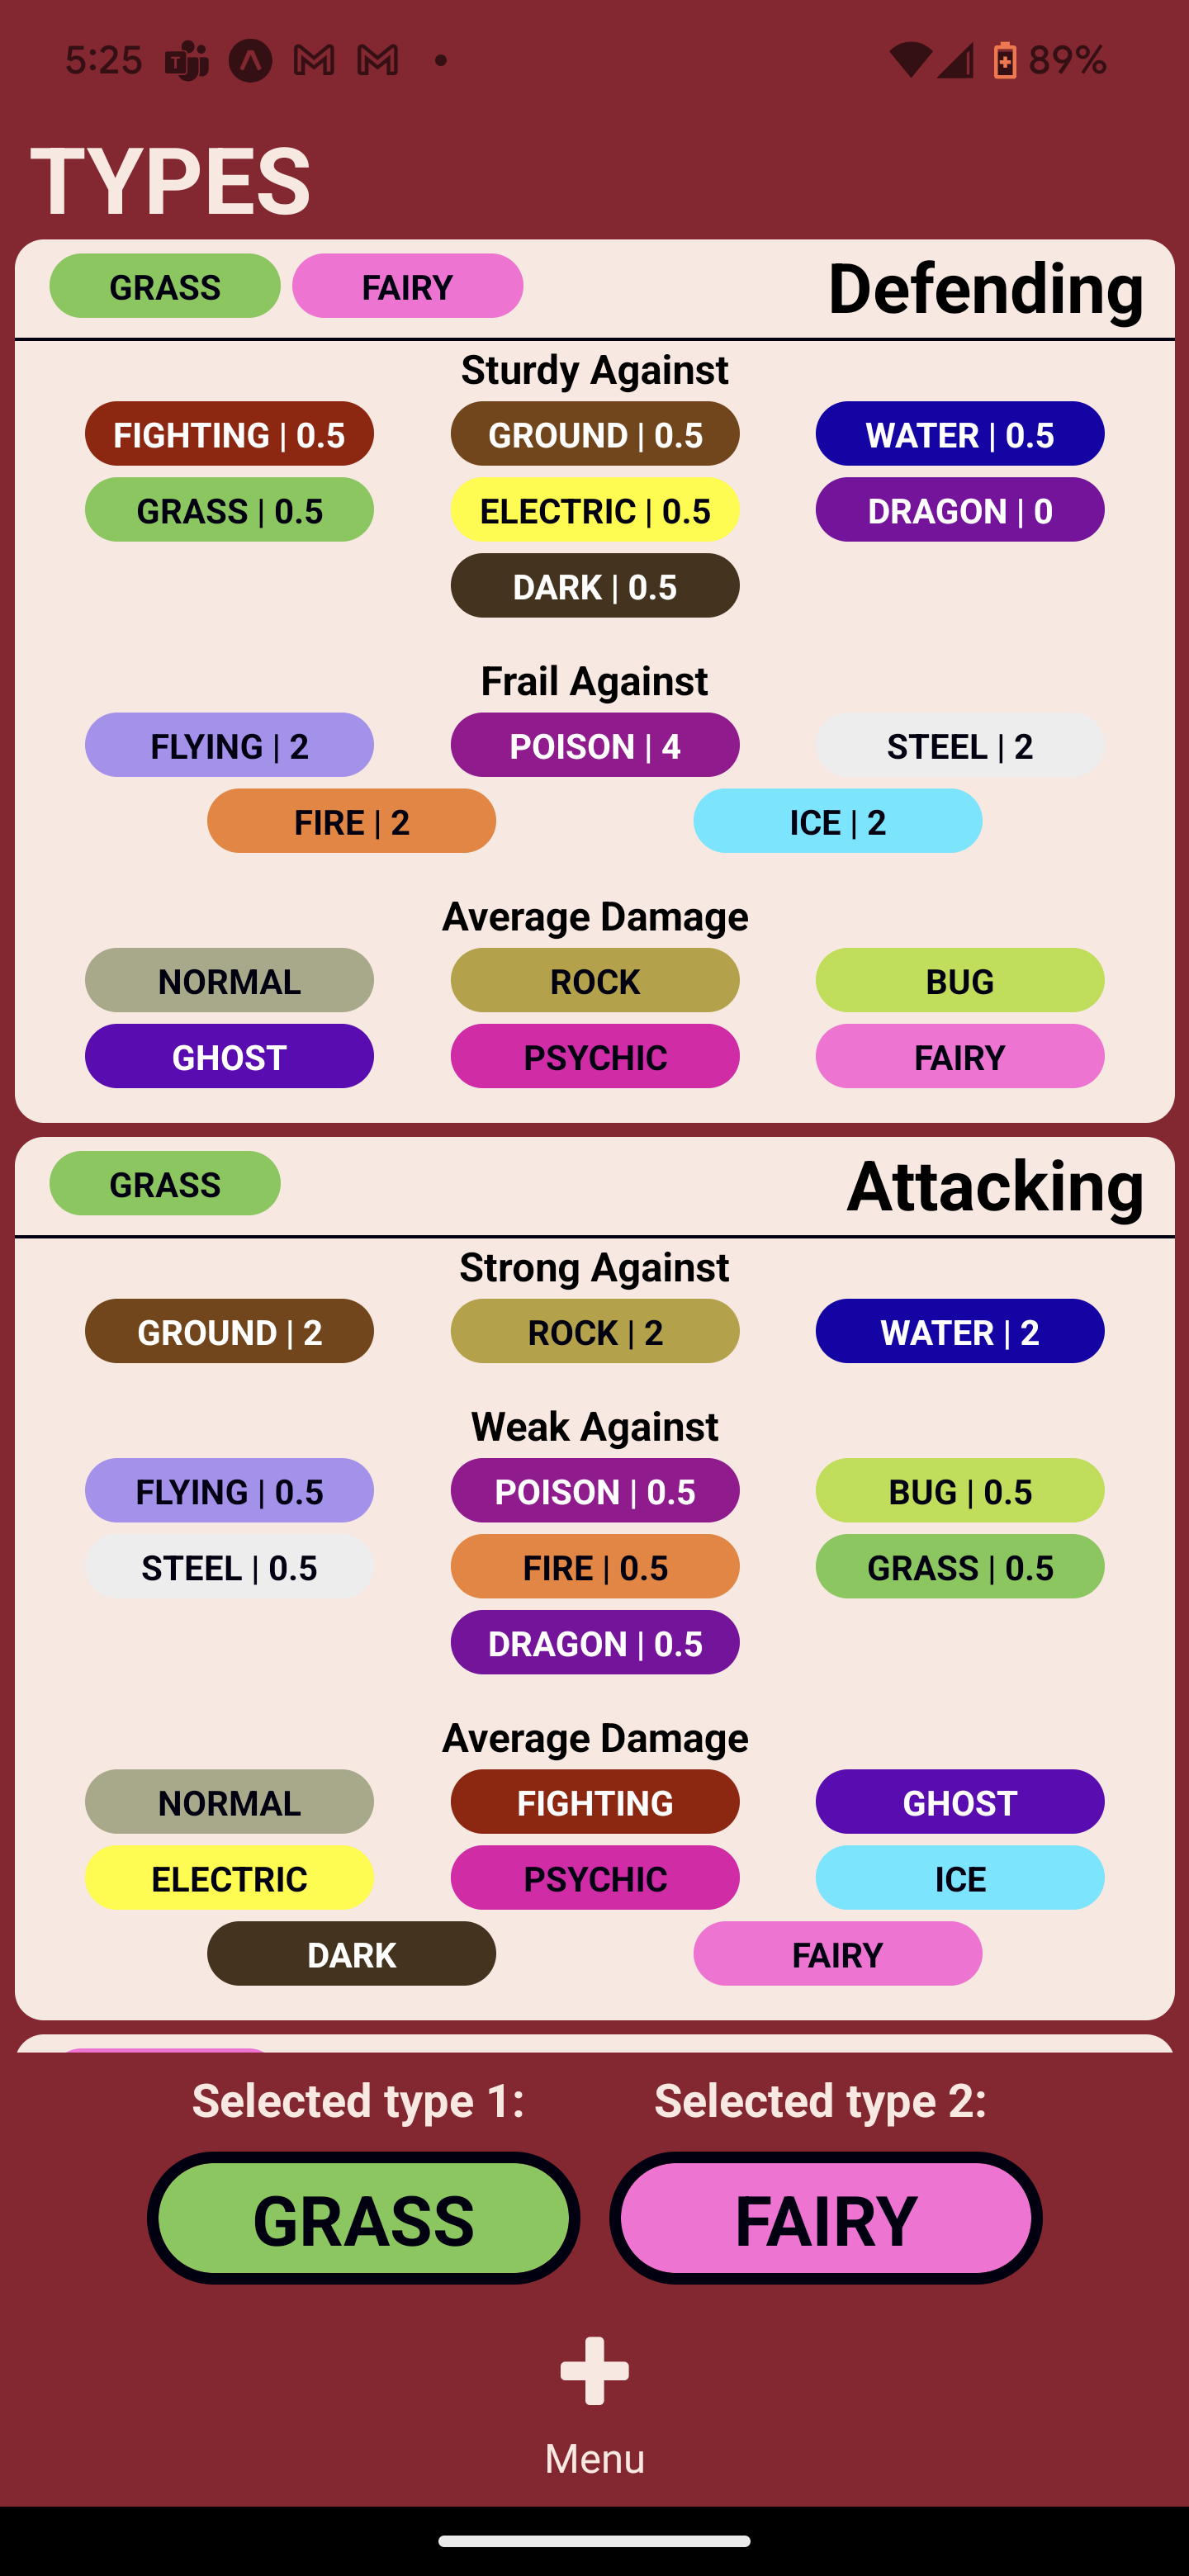 5:25 89%
TYPES
GRASS FAIRY Defending
Sturdy Against
FIGHTING | 0.5 GROUND | 0.5 WATER | 0.5
GRASS | 0.5 ELECTRIC | 0.5 DRAGON | 0
DARK | 0.5
Frail Against
FLYING | 2 POISON | 4 STEEL | 2
FIRE | 2 ICE | 2
Average Damage
NORMAL ROCK BUG
GHOST PSYCHIC FAIRY
GRASS Attacking
Strong Against
GROUND | 2 ROCK | 2 WATER | 2
Weak Against
FLYING | 0.5 POISON | 0.5 BUG | 0.5
STEEL | 0.5 FIRE | 0.5 GRASS | 0.5
DRAGON | 0.5
Average Damage
NORMAL FIGHTING GHOST
ELECTRIC PSYCHIC ICE
DARK FAIRY
Selected type 1: Selected type 2:
GRASS FAIRY
Menu